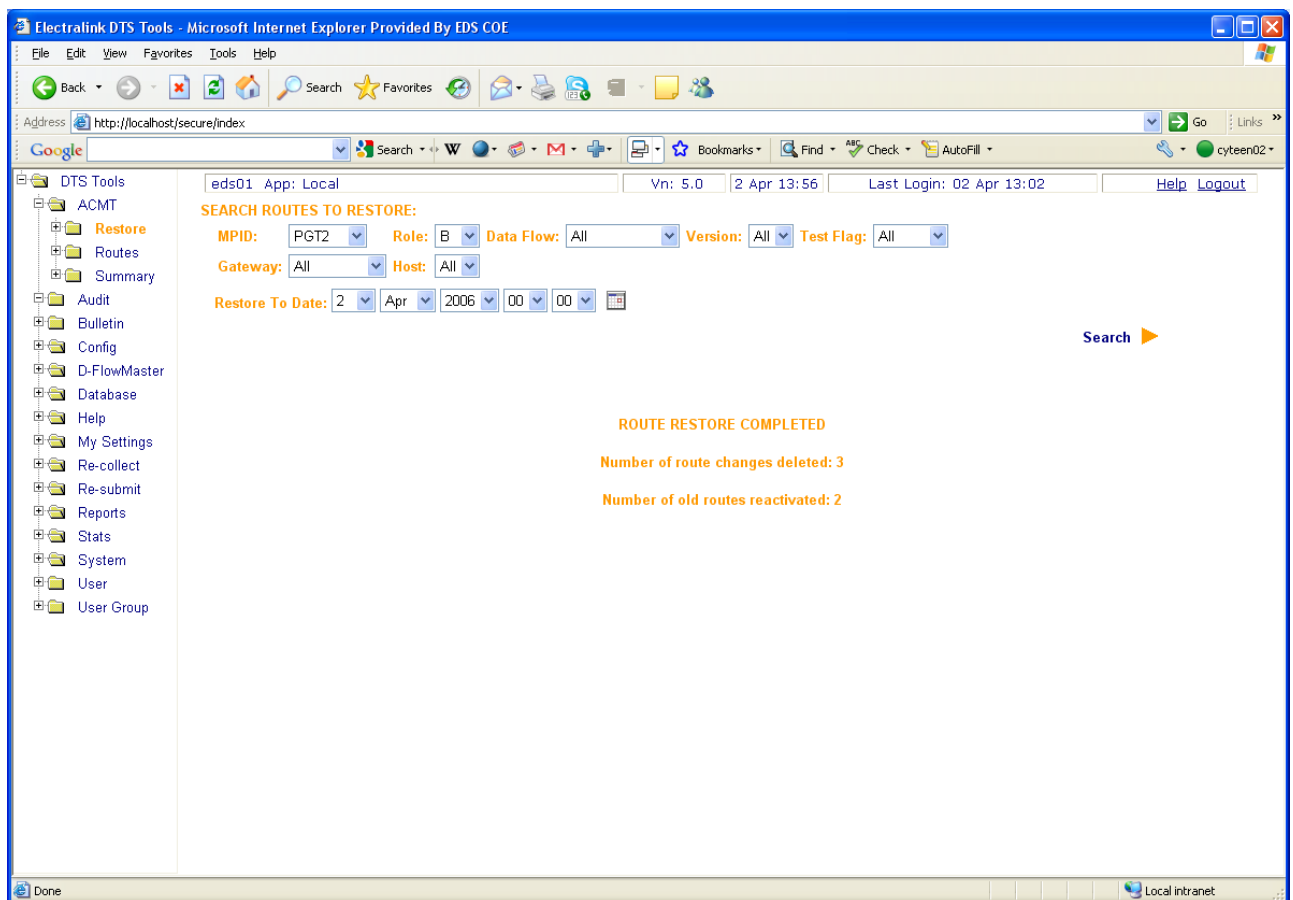 Electralink DTS Tools - Microsoft Internet Explorer Provided By EDS COE
File Edit View Favorites Tools Help
Back Search Favorites
Address http://localhost/secure/index Go Links »
Google Search W Bookmarks Find Check AutoFill cyteen02
DTS Tools
ACMT
Restore
Routes
Summary
Audit
Bulletin
Config
D-FlowMaster
Database
Help
My Settings
Re-collect
Re-submit
Reports
Stats
System
User
User Group
eds01 App: Local Vn: 5.0 2 Apr 13:56 Last Login: 02 Apr 13:02 Help Logout
SEARCH ROUTES TO RESTORE:
MPID: PGT2 Role: B Data Flow: All Version: All Test Flag: All
Gateway: All Host: All
Restore To Date: 2 Apr 2006 00 00
Search
ROUTE RESTORE COMPLETED
Number of route changes deleted: 3
Number of old routes reactivated: 2
Done Local intranet